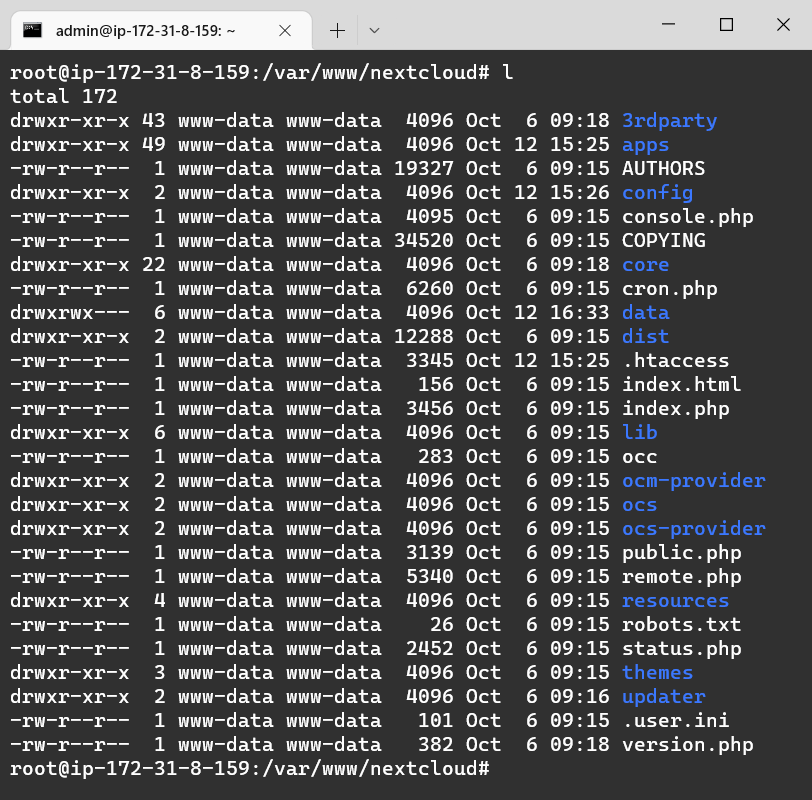 admin@ip-172-31-8-159: ~
root@ip-172-31-8-159:/var/www/nextcloud# l
total 172
drwxr-xr-x 43 www-data www-data  4096 Oct  6 09:18 3rdparty
drwxr-xr-x 49 www-data www-data  4096 Oct 12 15:25 apps
-rw-r--r--  1 www-data www-data 19327 Oct  6 09:15 AUTHORS
drwxr-xr-x  2 www-data www-data  4096 Oct 12 15:26 config
-rw-r--r--  1 www-data www-data  4095 Oct  6 09:15 console.php
-rw-r--r--  1 www-data www-data 34520 Oct  6 09:15 COPYING
drwxr-xr-x 22 www-data www-data  4096 Oct  6 09:18 core
-rw-r--r--  1 www-data www-data  6260 Oct  6 09:15 cron.php
drwxrwx---  6 www-data www-data  4096 Oct 12 16:33 data
drwxr-xr-x  2 www-data www-data 12288 Oct  6 09:15 dist
-rw-r--r--  1 www-data www-data  3345 Oct 12 15:25 .htaccess
-rw-r--r--  1 www-data www-data   156 Oct  6 09:15 index.html
-rw-r--r--  1 www-data www-data  3456 Oct  6 09:15 index.php
drwxr-xr-x  6 www-data www-data  4096 Oct  6 09:15 lib
-rw-r--r--  1 www-data www-data   283 Oct  6 09:15 occ
drwxr-xr-x  2 www-data www-data  4096 Oct  6 09:15 ocm-provider
drwxr-xr-x  2 www-data www-data  4096 Oct  6 09:15 ocs
drwxr-xr-x  2 www-data www-data  4096 Oct  6 09:15 ocs-provider
-rw-r--r--  1 www-data www-data  3139 Oct  6 09:15 public.php
-rw-r--r--  1 www-data www-data  5340 Oct  6 09:15 remote.php
drwxr-xr-x  4 www-data www-data  4096 Oct  6 09:15 resources
-rw-r--r--  1 www-data www-data    26 Oct  6 09:15 robots.txt
-rw-r--r--  1 www-data www-data  2452 Oct  6 09:15 status.php
drwxr-xr-x  3 www-data www-data  4096 Oct  6 09:15 themes
drwxr-xr-x  2 www-data www-data  4096 Oct  6 09:16 updater
-rw-r--r--  1 www-data www-data   101 Oct  6 09:15 .user.ini
-rw-r--r--  1 www-data www-data   382 Oct  6 09:18 version.php
root@ip-172-31-8-159:/var/www/nextcloud#